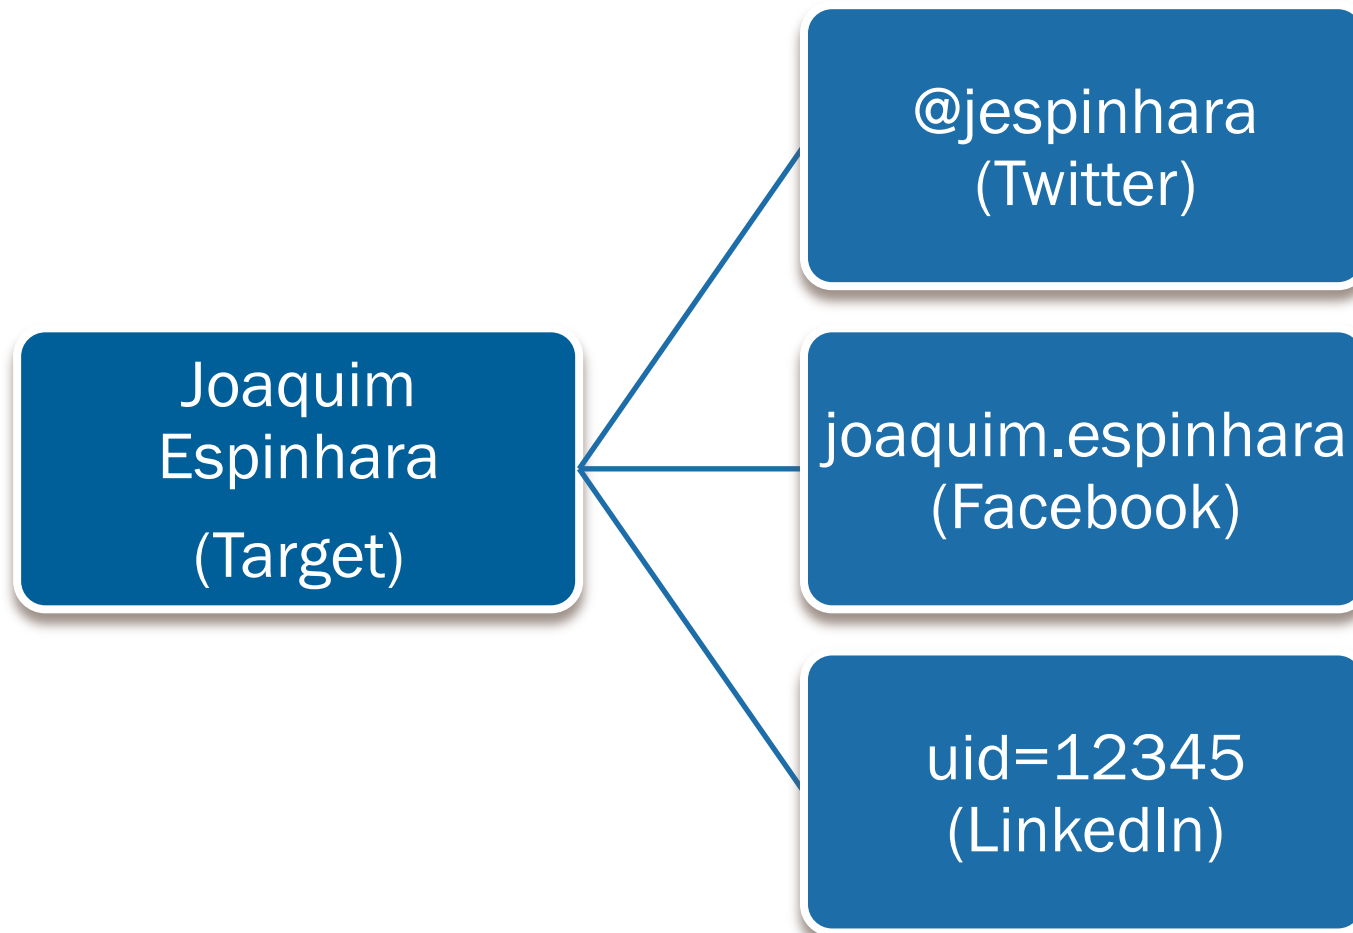 Joaquim
Espinhara
(Target)
@jespinhara
(Twitter)
joaquim.espinhara
(Facebook)
uid=12345
(LinkedIn)